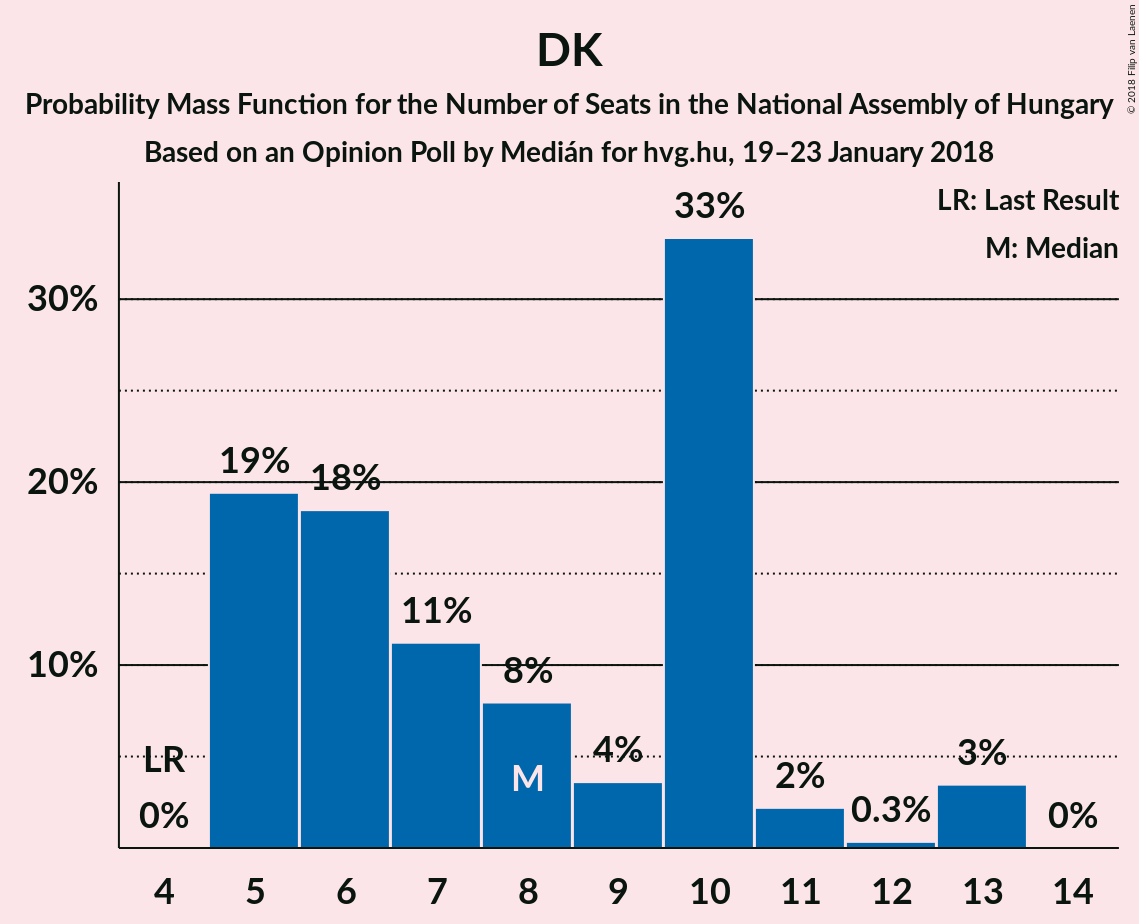 DK
Probability Mass Function for the Number of Seats in the National Assembly of Hungary
Based on an Opinion Poll by Medián for hvg.hu, 19–23 January 2018
© 2018 Filip van Laenen
LR: Last Result
M: Median
33%
30%
19%
18%
20%
11%
10%
8%
LR
4%
M
3%
2%
0%
0.3%
0%
4 5 6 7 8 9 10 11 12 13 14